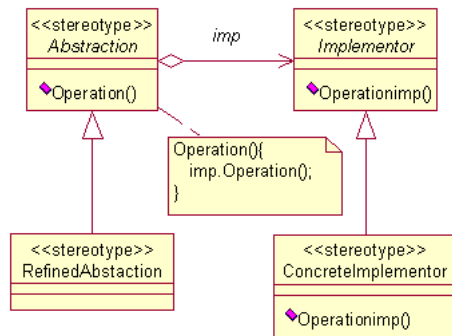 <<stereotype>>
Abstraction
Operation()
imp
<<stereotype>>
Implementor
Operationimp()
Operation(){
imp.Operation();
}
<<stereotype>>
RefinedAbstaction
<<stereotype>>
ConcreteImplementor
Operationimp()